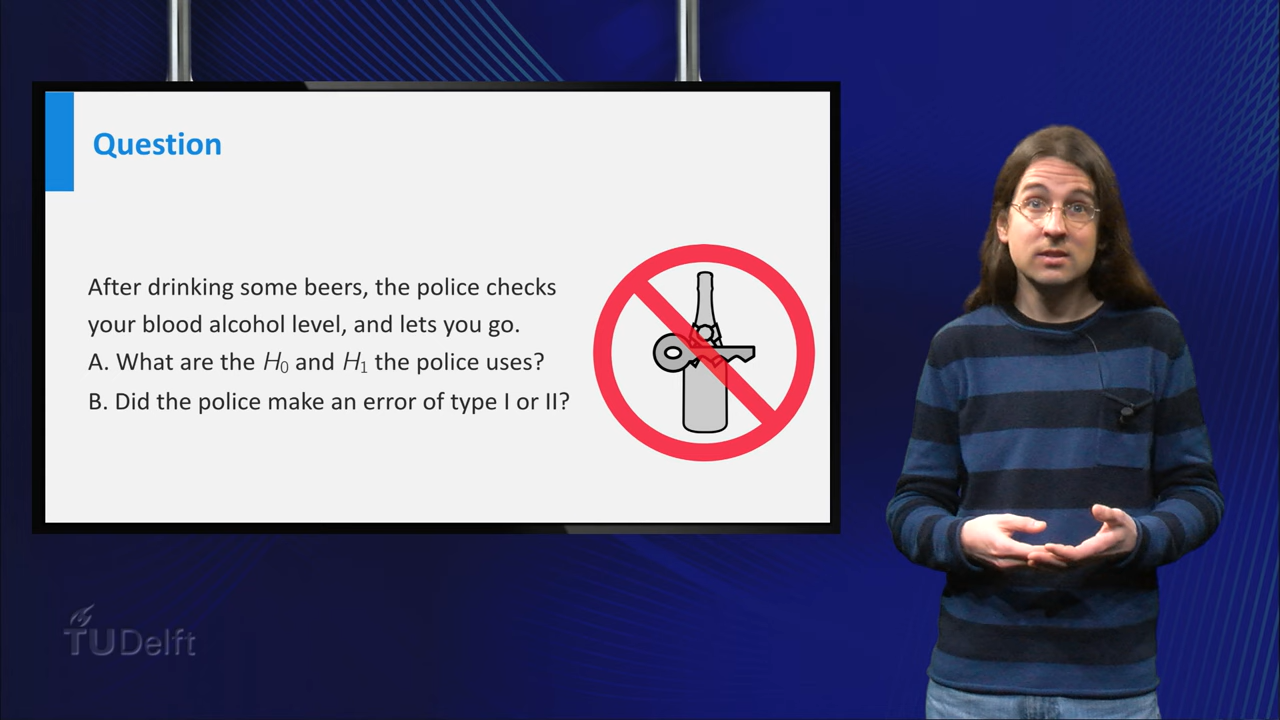 Question
After drinking some beers, the police checks
your blood alcohol level, and lets you go.
A. What are the H₀ and H₁ the police uses?
B. Did the police make an error of type I or II?
TUDelft